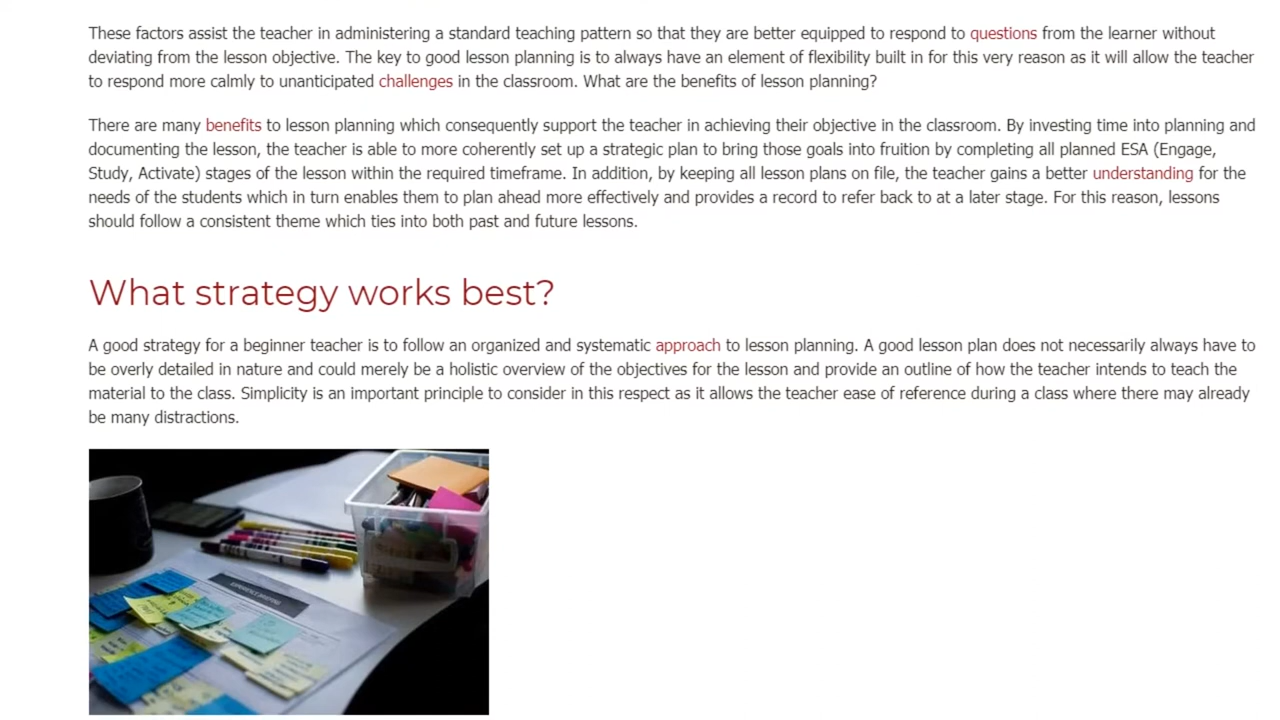 These factors assist the teacher in administering a standard teaching pattern so that they are better equipped to respond to questions from the learner without
deviating from the lesson objective. The key to good lesson planning is to always have an element of flexibility built in for this very reason as it will allow the teacher
to respond more calmly to unanticipated challenges in the classroom. What are the benefits of lesson planning?
There are many benefits to lesson planning which consequently support the teacher in achieving their objective in the classroom. By investing time into planning and
documenting the lesson, the teacher is able to more coherently set up a strategic plan to bring those goals into fruition by completing all planned ESA (Engage,
Study, Activate) stages of the lesson within the required timeframe. In addition, by keeping all lesson plans on file, the teacher gains a better understanding for the
needs of the students which in turn enables them to plan ahead more effectively and provides a record to refer back to at a later stage. For this reason, lessons
should follow a consistent theme which ties into both past and future lessons.
What strategy works best?
A good strategy for a beginner teacher is to follow an organized and systematic approach to lesson planning. A good lesson plan does not necessarily always have to
be overly detailed in nature and could merely be a holistic overview of the objectives for the lesson and provide an outline of how the teacher intends to teach the
material to the class. Simplicity is an important principle to consider in this respect as it allows the teacher ease of reference during a class where there may already
be many distractions.